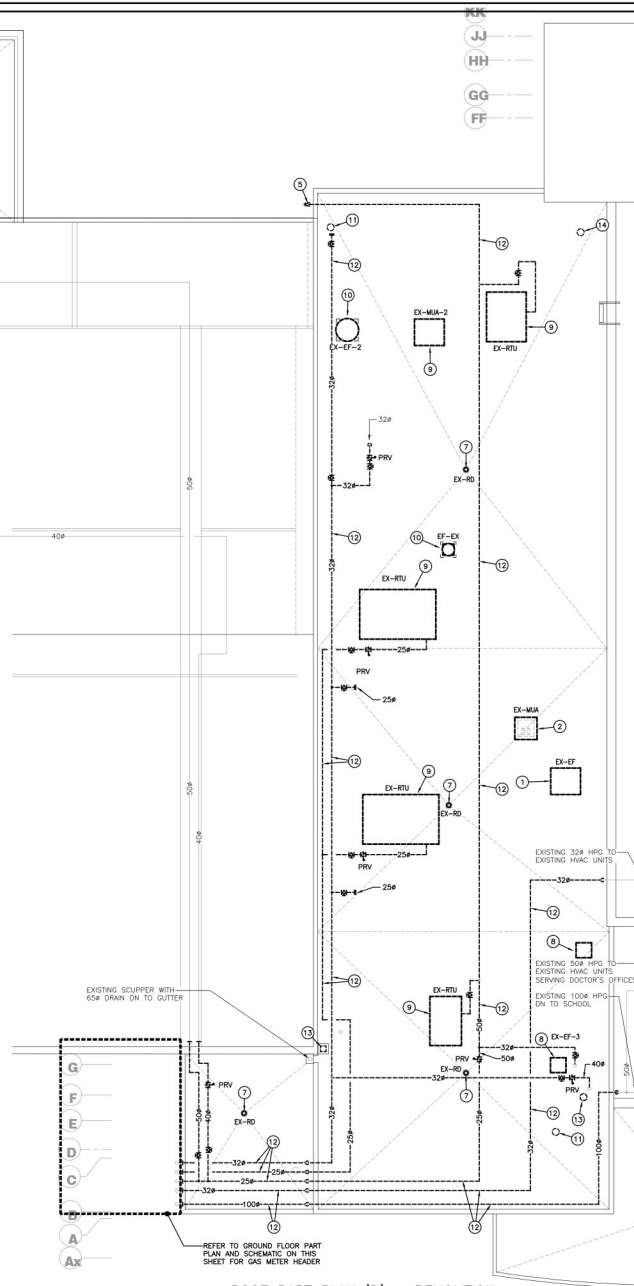 KK
JJ
HH
GG
FF
5
11
12
12
14
10
EX-MUA-2
9
EX-EF-2
9
EX-RTU
32ø
32ø
PRV
7
32ø
EX-RD
50ø
40ø
10
EF-EX
12
12
32ø
EX-RTU
9
25ø
PRV
25ø
EX-MUA
2
EX-EF
12
1
12
50ø
EX-RTU
9
7
EX-RD
40ø
25ø
PRV
EXISTING 32ø HPG TO
EXISTING HVAC UNITS
32ø
25ø
12
8
EXISTING 50ø HPG TO
EXISTING HVAC UNITS
SERVING DOCTOR'S OFFICES
EXISTING 100ø HPG
DN TO SCHOOL
EXISTING SCUPPER WITH
65ø DRAIN DN TO GUTTER
12
EX-RTU
9
12
50ø
13
EX-EF-3
32ø
8
PRV
50ø
40ø
50ø
EX-RD
32ø
PRV
7
13
G
F
E
D
C
B
A
Ax
PRV
50ø
40ø
7
EX-RD
32ø
25ø
25ø
12
11
100ø
12
32ø
25ø
25ø
32ø
100ø
12
12
REFER TO GROUND FLOOR PART
PLAN AND SCHEMATIC ON THIS
SHEET FOR GAS METER HEADER